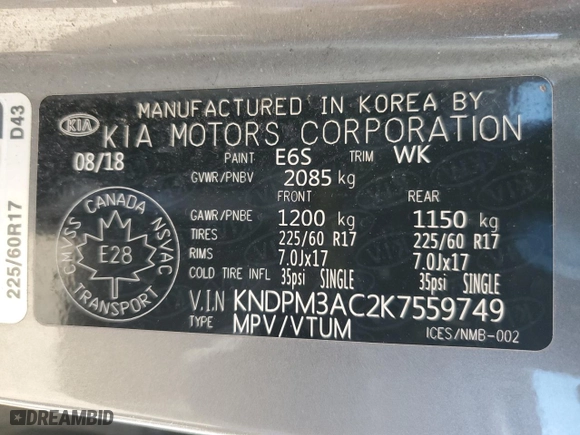 MANUFACTURED IN KOREA BY
KIA KIA MOTORS CORPORATION
08/18 PAINT E6S TRIM WK
GVWR/PNBV 2085 kg
FRONT REAR
GAWR/PNBE 1200 kg 1150 kg
TIRES 225/60 R17 225/60 R17
RIMS 7.0Jx17 7.0Jx17
COLD TIRE INFL 35psi SINGLE 35psi SINGLE
V.I.N KNDPM3AC2K7559749
TYPE MPV/VTUM ICES/NMB-002
CANADA
CMVSS NSVAC
E28
TRANSPORT
225/60R17 D43
DREAMBID